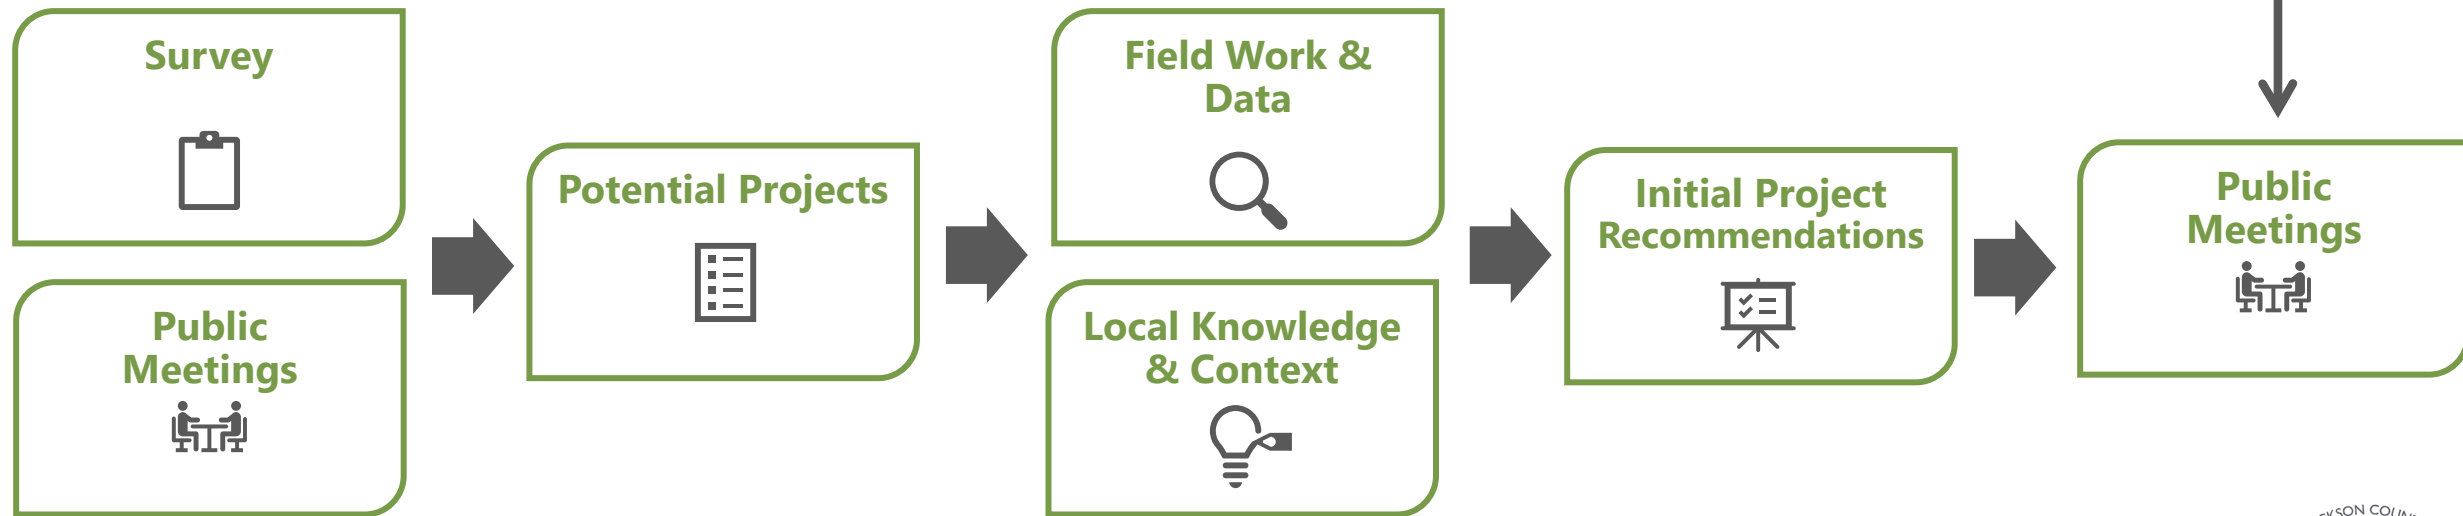 Survey
Public
Meetings
Potential Projects
Field Work &
Data
Local Knowledge
& Context
Initial Project
Recommendations
Public
Meetings